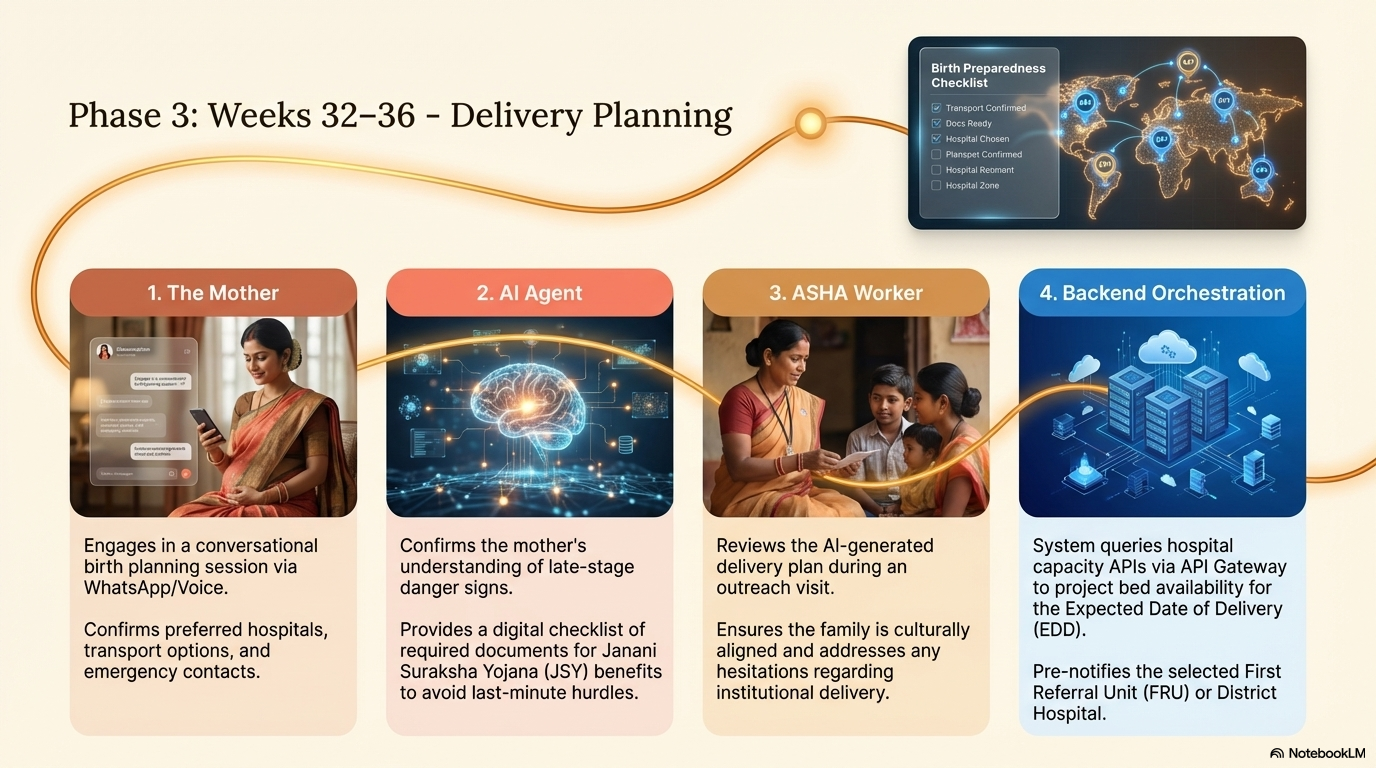 Phase 3: Weeks 32–36 - Delivery Planning
Birth Preparedness
Checklist
Transport Confirmed
Docs Ready
Hospital Chosen
Planspet Confirmed
Hospital Reomant
Hospital Zone
1. The Mother
Engages in a conversational
birth planning session via
WhatsApp/Voice.
Confirms preferred hospitals,
transport options, and
emergency contacts.
2. AI Agent
Confirms the mother's
understanding of late-stage
danger signs.
Provides a digital checklist of
required documents for Janani
Suraksha Yojana (JSY) benefits
to avoid last-minute hurdles.
3. ASHA Worker
Reviews the AI-generated
delivery plan during an
outreach visit.
Ensures the family is culturally
aligned and addresses any
hesitations regarding
institutional delivery.
4. Backend Orchestration
System queries hospital
capacity APIs via API Gateway
to project bed availability for
the Expected Date of Delivery
(EDD).
Pre-notifies the selected First
Referral Unit (FRU) or District
Hospital.
NotebookLM